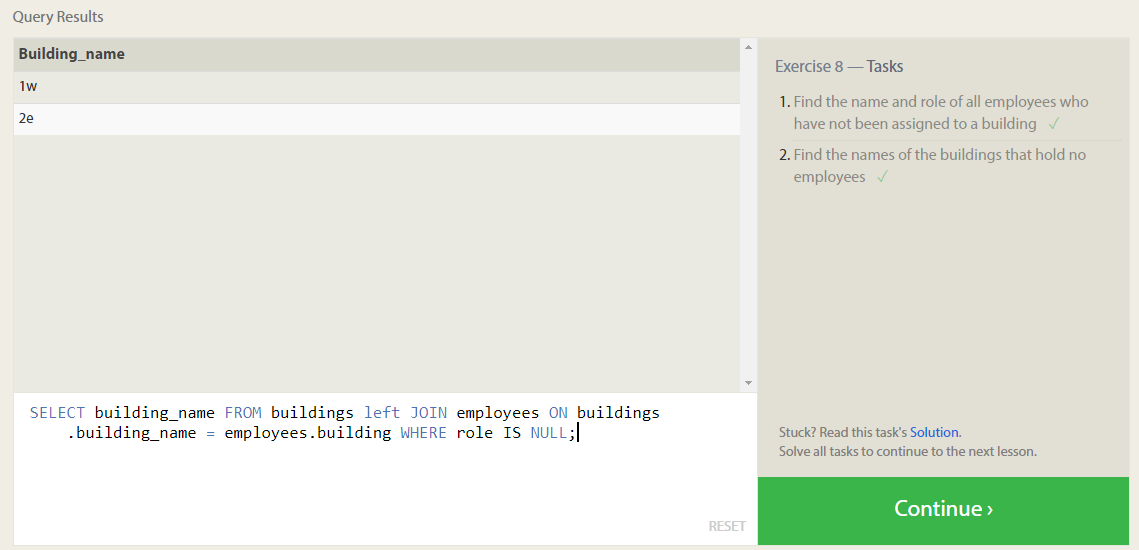 Query Results
Building_name
1w
2e
Exercise 8 — Tasks
1. Find the name and role of all employees who
have not been assigned to a building ✓
2. Find the names of the buildings that hold no
employees ✓
SELECT building_name FROM buildings left JOIN employees ON buildings
.building_name = employees.building WHERE role IS NULL;
RESET
Stuck? Read this task's Solution.
Solve all tasks to continue to the next lesson.
Continue ›